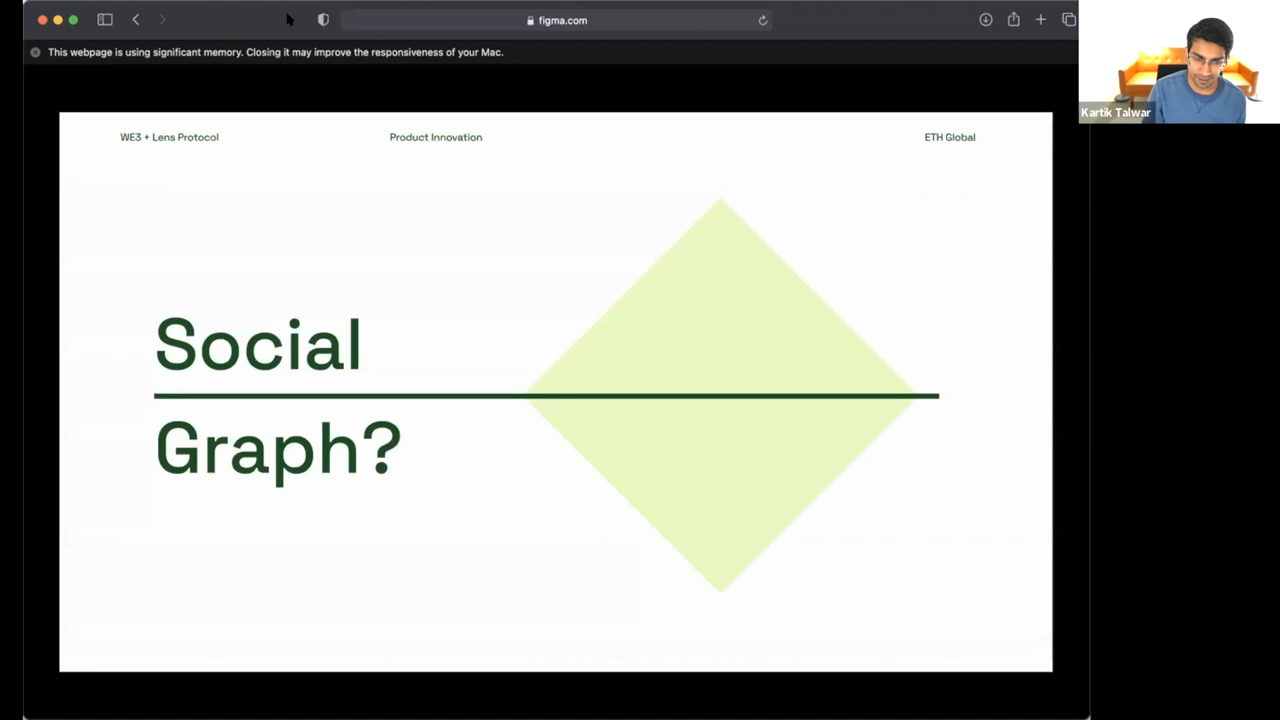 figma.com
This webpage is using significant memory. Closing it may improve the responsiveness of your Mac.
Kartik Talwar
WE3 + Lens Protocol
Product Innovation
ETH Global
Social
Graph?